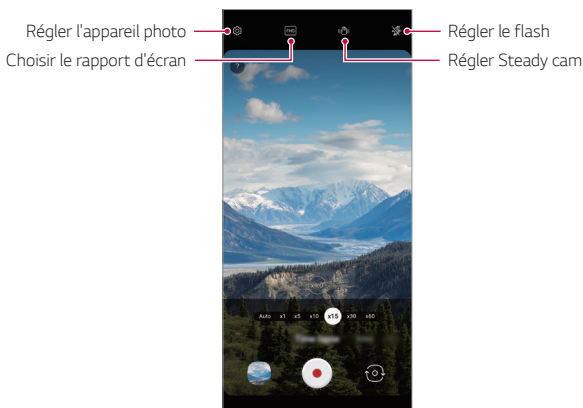 Régler l'appareil photo
Régler le flash
Choisir le rapport d'écran
Régler Steady cam
FHD
?
Auto x1 x5 x10 x15 x30 x60